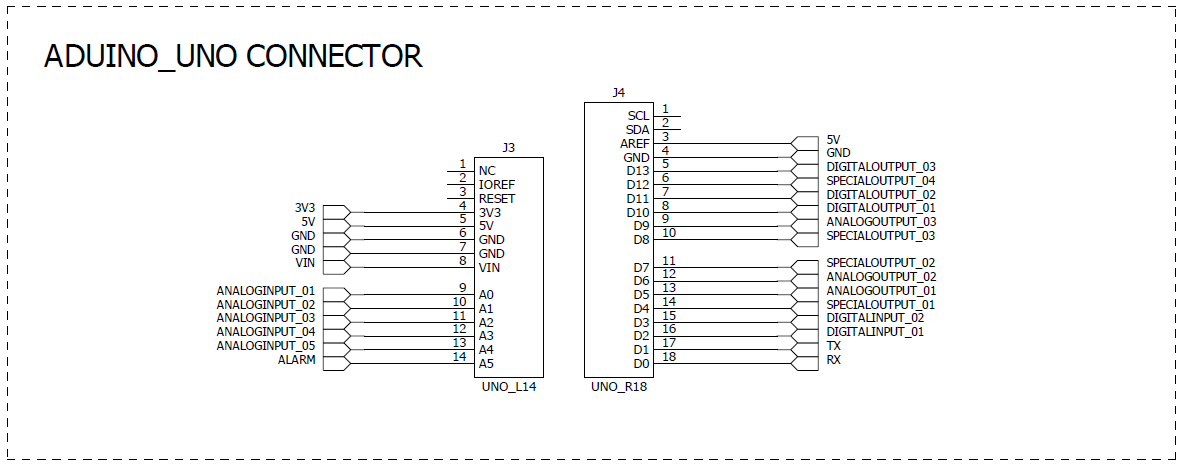 ADUINO_UNO CONNECTOR
J3
1 NC
2 IOREF
3 RESET
3V3 4 3V3
5V 5 5V
GND 6 GND
GND 7 GND
VIN 8 VIN
ANALOGINPUT_01 9 A0
ANALOGINPUT_02 10 A1
ANALOGINPUT_03 11 A2
ANALOGINPUT_04 12 A3
ANALOGINPUT_05 13 A4
ALARM 14 A5
UNO_L14
J4
SCL 1
SDA 2
AREF 3 5V
GND 4 GND
D13 5 DIGITALOUTPUT_03
D12 6 SPECIALOUTPUT_04
D11 7 DIGITALOUTPUT_02
D10 8 DIGITALOUTPUT_01
D9 9 ANALOGOUTPUT_03
D8 10 SPECIALOUTPUT_03
D7 11 SPECIALOUTPUT_02
D6 12 ANALOGOUTPUT_02
D5 13 ANALOGOUTPUT_01
D4 14 SPECIALOUTPUT_01
D3 15 DIGITALINPUT_02
D2 16 DIGITALINPUT_01
D1 17 TX
D0 18 RX
UNO_R18